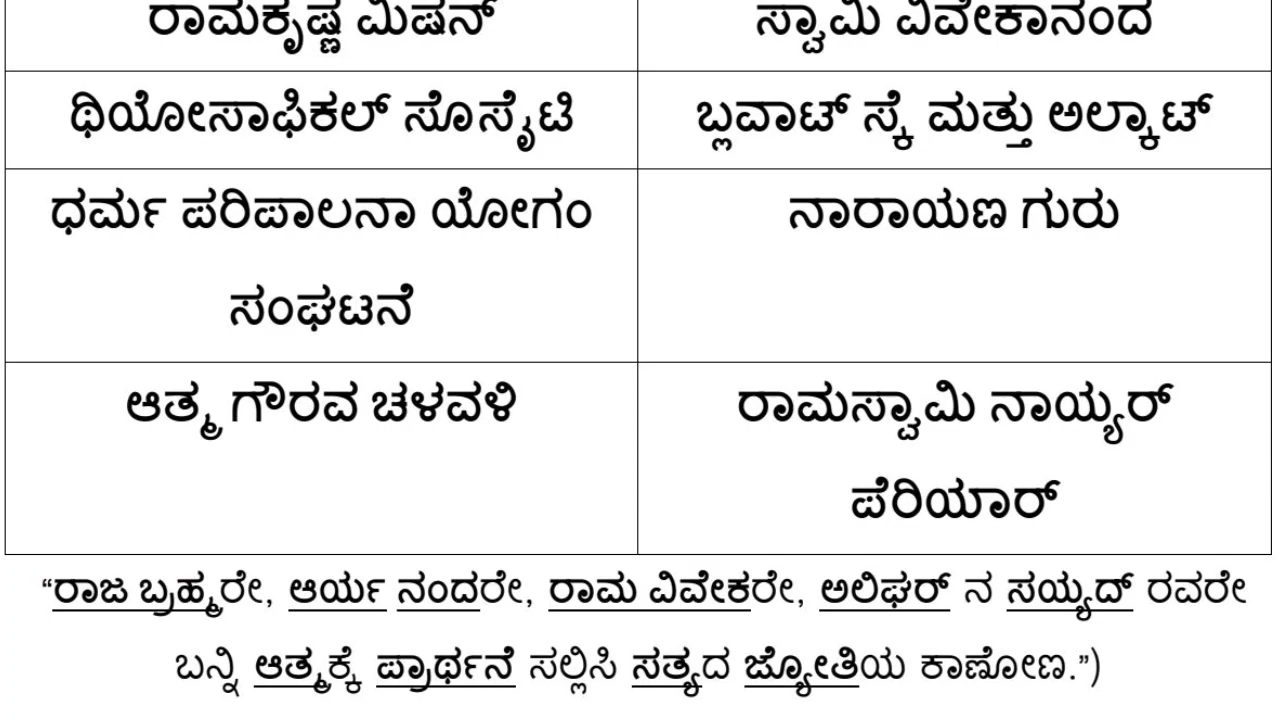 ರಾಮಕೃಷ್ಣ ಮಿಷನ್ ಸ್ವಾಮಿ ವಿವೇಕಾನಂದ
ಥಿಯೋಸಾಫಿಕಲ್ ಸೊಸೈಟಿ ಬ್ಲವಾಟ್ ಸ್ಕೆ ಮತ್ತು ಅಲ್ಕಾಟ್
ಧರ್ಮ ಪರಿಪಾಲನಾ ಯೋಗಂ ನಾರಾಯಣ ಗುರು
ಸಂಘಟನೆ
ಆತ್ಮ ಗೌರವ ಚಳವಳಿ ರಾಮಸ್ವಾಮಿ ನಾಯ್ಯರ್
ಪೆರಿಯಾರ್
“ರಾಜ ಬ್ರಹ್ಮರೇ, ಆರ್ಯ ನಂದರೇ, ರಾಮ ವಿವೇಕರೇ, ಅಲಿಘರ್ ನ ಸಯ್ಯದ್ ರವರೇ
ಬನ್ನಿ ಆತ್ಮಕ್ಕೆ ಪ್ರಾರ್ಥನೆ ಸಲ್ಲಿಸಿ ಸತ್ಯದ ಜ್ಯೋತಿಯ ಕಾಣೋಣ.”)